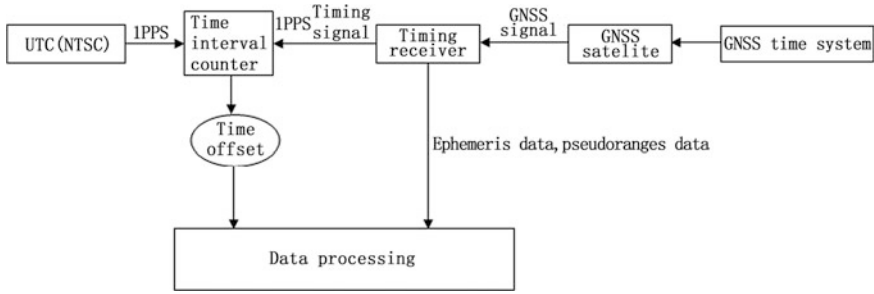 UTC(NTSC)
1PPS
Time
interval
counter
1PPS
Timing
signal
Timing
receiver
GNSS
signal
GNSS
satelite
GNSS time system
Time
offset
Ephemeris data,pseudoranges data
Data processing